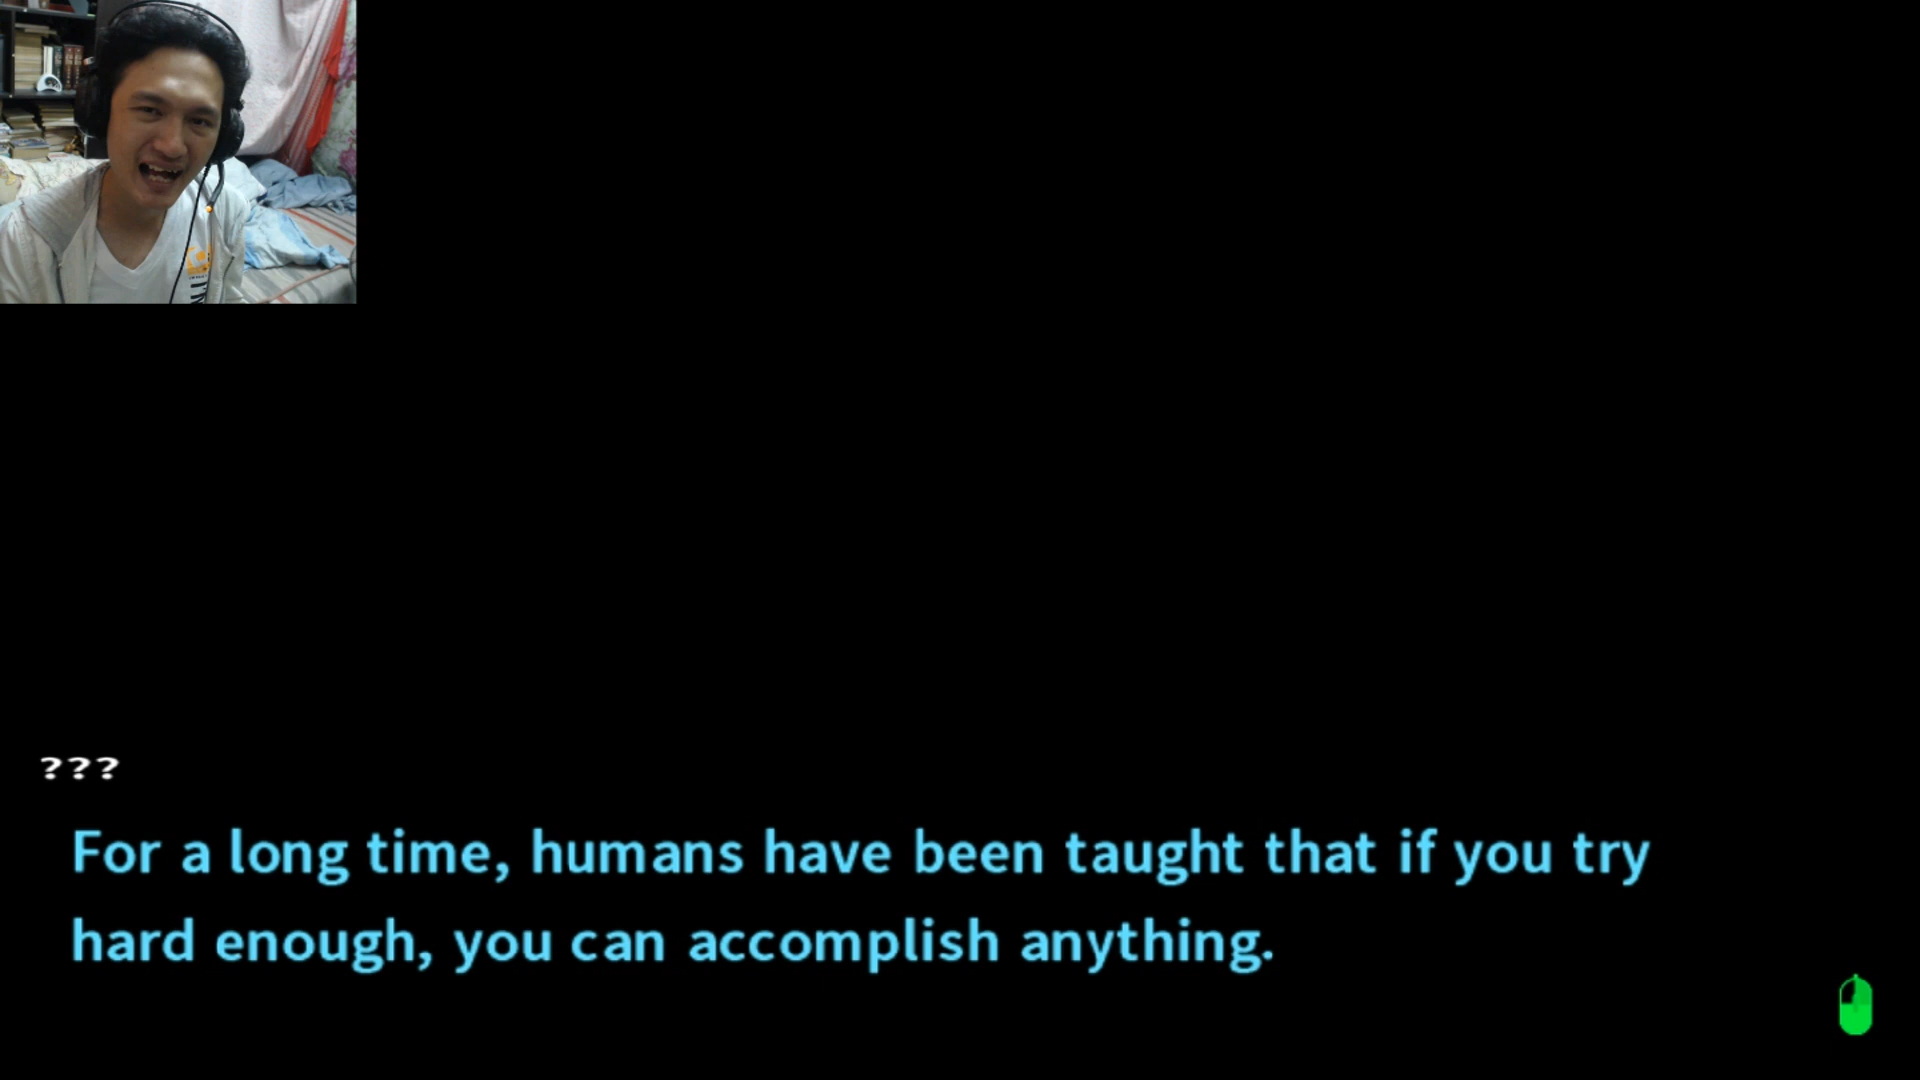 ???
For a long time, humans have been taught that if you try
hard enough, you can accomplish anything.